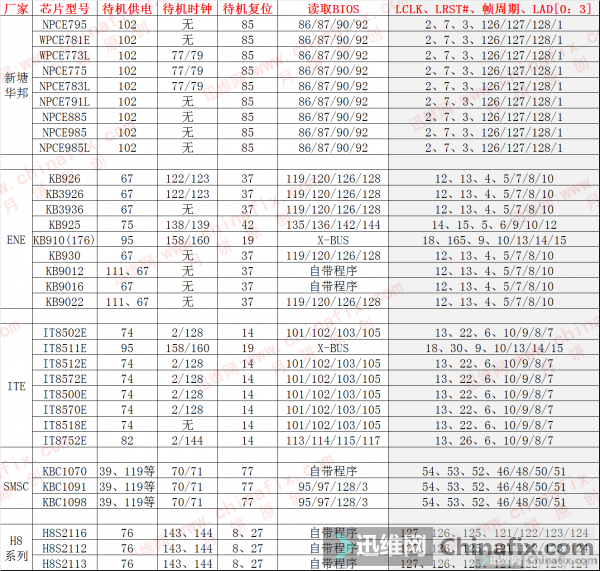 厂家 芯片型号 待机供电 待机时钟 待机复位 读取BIOS LCLK、LRST#、帧周期、LAD[0：3]
新塘华邦
NPCE795 102 无 85 86/87/90/92 2、7、3、126/127/128/1
WPCE781E 102 无 85 86/87/90/92 2、7、3、126/127/128/1
WPCE773L 102 77/79 85 86/87/90/92 2、7、3、126/127/128/1
NPCE775 102 77/79 85 86/87/90/92 2、7、3、126/127/128/1
NPCE783L 102 77/79 85 86/87/90/92 2、7、3、126/127/128/1
NPCE791L 102 无 85 86/87/90/92 2、7、3、126/127/128/1
NPCE885 102 无 85 86/87/90/92 2、7、3、126/127/128/1
NPCE985 102 无 85 86/87/90/92 2、7、3、126/127/128/1
NPCE985L 102 无 85 86/87/90/92 2、7、3、126/127/128/1
ENE
KB926 67 122/123 37 119/120/126/128 12、13、4、5/7/8/10
KB3926 67 122/123 37 119/120/126/128 12、13、4、5/7/8/10
KB3936 67 无 37 119/120/126/128 12、13、4、5/7/8/10
KB925 75 138/139 42 135/136/142/144 14、15、5、6/9/10/12
KB910(176) 95 158/160 19 X-BUS 18、165、9、10/13/14/15
KB930 67 无 37 119/120/126/128 12、13、4、5/7/8/10
KB9012 111、67 无 37 自带程序 12、13、4、5/7/8/10
KB9016 67 无 37 自带程序 12、13、4、5/7/8/10
KB9022 111、67 无 37 119/120/126/128 12、13、4、5/7/8/10
ITE
IT8502E 74 2/128 14 101/102/103/105 13、22、6、10/9/8/7
IT8511E 95 158/160 19 X-BUS 18、30、9、10/13/14/15
IT8512E 74 2/128 14 101/102/103/105 13、22、6、10/9/8/7
IT8572E 74 2/128 14 101/102/103/105 13、22、6、10/9/8/7
IT8500E 74 2/128 14 101/102/103/105 13、22、6、10/9/8/7
IT8570E 74 2/128 14 101/102/103/105 13、22、6、10/9/8/7
IT8518E 74 无 14 101/102/103/105 13、22、6、10/9/8/7
IT8752E 82 2/144 14 113/114/115/117 13、26、6、10/9/8/7
SMSC
KBC1070 39、119等 70/71 77 自带程序 54、53、52、46/48/50/51
KBC1091 39、119等 70/71 77 95/97/128/3 54、53、52、46/48/50/51
KBC1098 39、119等 70/71 77 95/97/128/3 54、53、52、46/48/50/51
H8系列
H8S2116 76 143、144 8、27 自带程序 127、126、125、121/122/123/124
H8S2112 76 143、144 8、27 自带程序
H8S2113 76 143、144 8、27 自带程序
迅维网 Chinafix.com